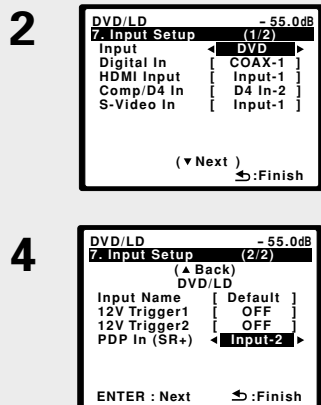 2
DVD/LD – 55.0dB
7. Input Setup (1/2)
Input ◄ DVD ►
Digital In [ COAX-1 ]
HDMI Input [ Input-1 ]
Comp/D4 In [ D4 In-2 ]
S-Video In [ Input-1 ]
(▼Next )
⮌:Finish
4
DVD/LD – 55.0dB
7. Input Setup (2/2)
(▲Back)
DVD/LD
Input Name [ Default ]
12V Trigger1 [ OFF ]
12V Trigger2 [ OFF ]
PDP In (SR+) ◄ Input-2 ►
ENTER : Next ⮌:Finish